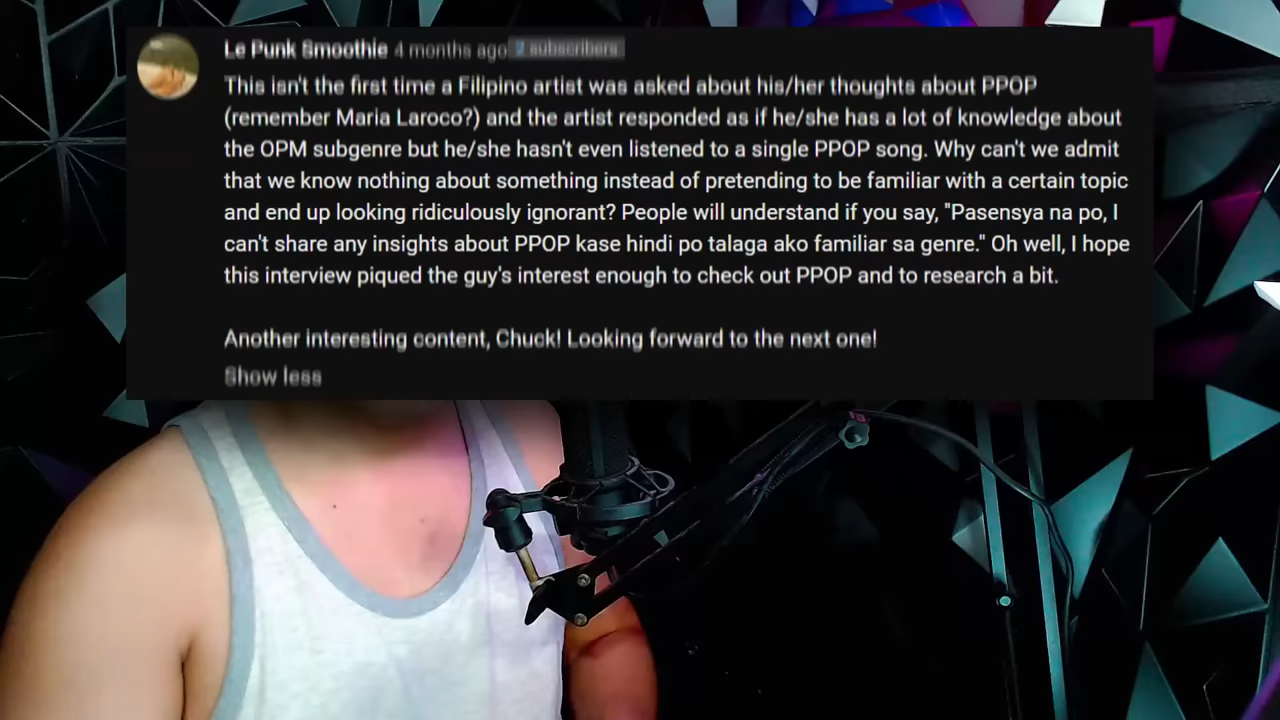 Le Punk Smoothie 4 months ago 2 subscribers
This isn't the first time a Filipino artist was asked about his/her thoughts about PPOP
(remember Maria Laroco?) and the artist responded as if he/she has a lot of knowledge about
the OPM subgenre but he/she hasn't even listened to a single PPOP song. Why can't we admit
that we know nothing about something instead of pretending to be familiar with a certain topic
and end up looking ridiculously ignorant? People will understand if you say, "Pasensya na po, I
can't share any insights about PPOP kase hindi po talaga ako familiar sa genre." Oh well, I hope
this interview piqued the guy's interest enough to check out PPOP and to research a bit.
Another interesting content, Chuck! Looking forward to the next one!
Show less